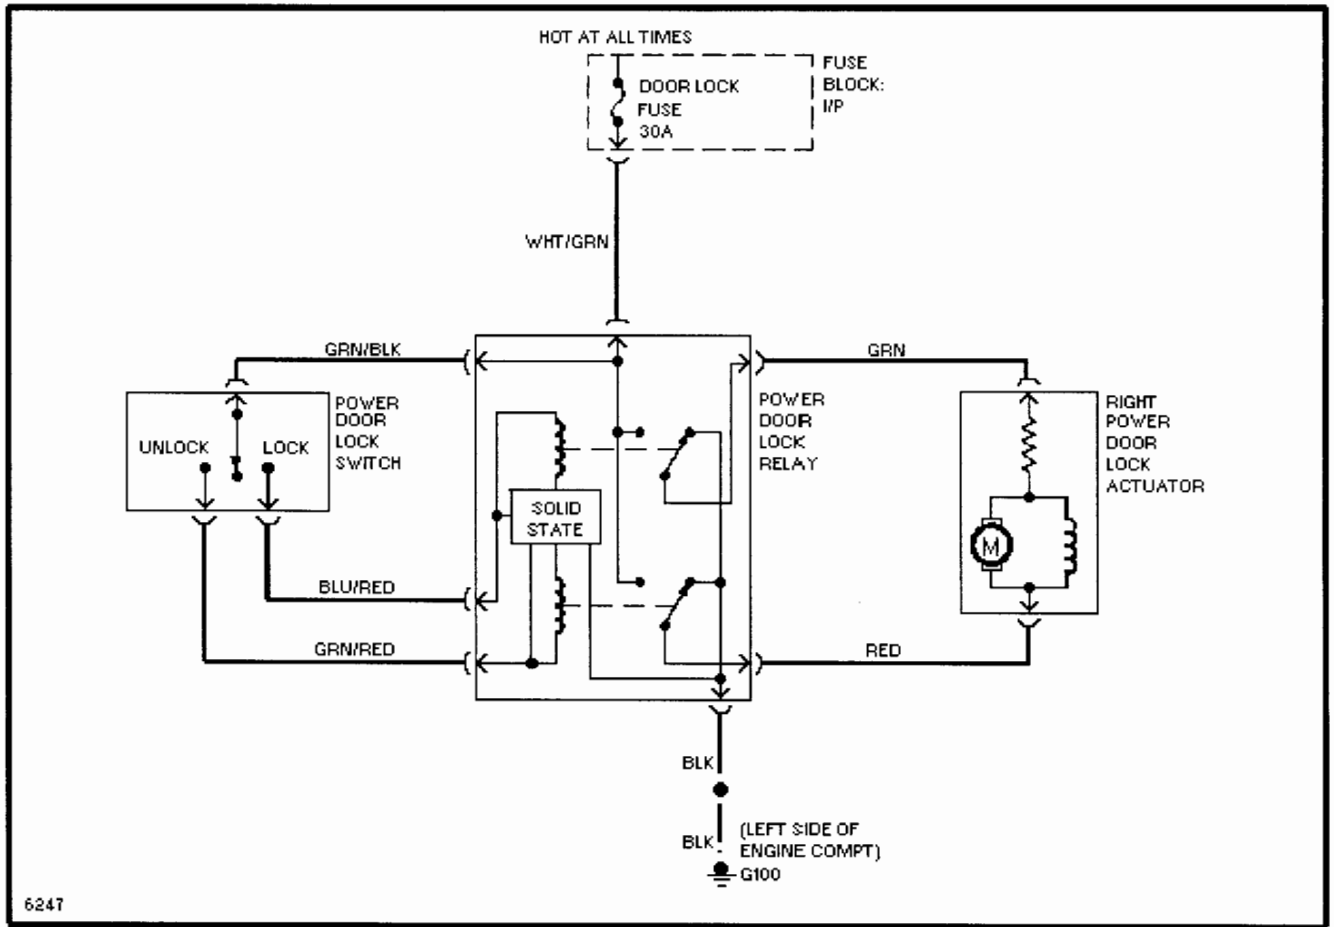 HOT AT ALL TIMES
FUSE
BLOCK:
I/P
DOOR LOCK
FUSE
30A
WHT/GRN
GRN/BLK
GRN
POWER
DOOR
LOCK
SWITCH
UNLOCK
LOCK
POWER
DOOR
LOCK
RELAY
RIGHT
POWER
DOOR
LOCK
ACTUATOR
SOLID
STATE
M
BLU/RED
GRN/RED
RED
BLK
BLK
(LEFT SIDE OF
ENGINE COMPT)
G100
6247